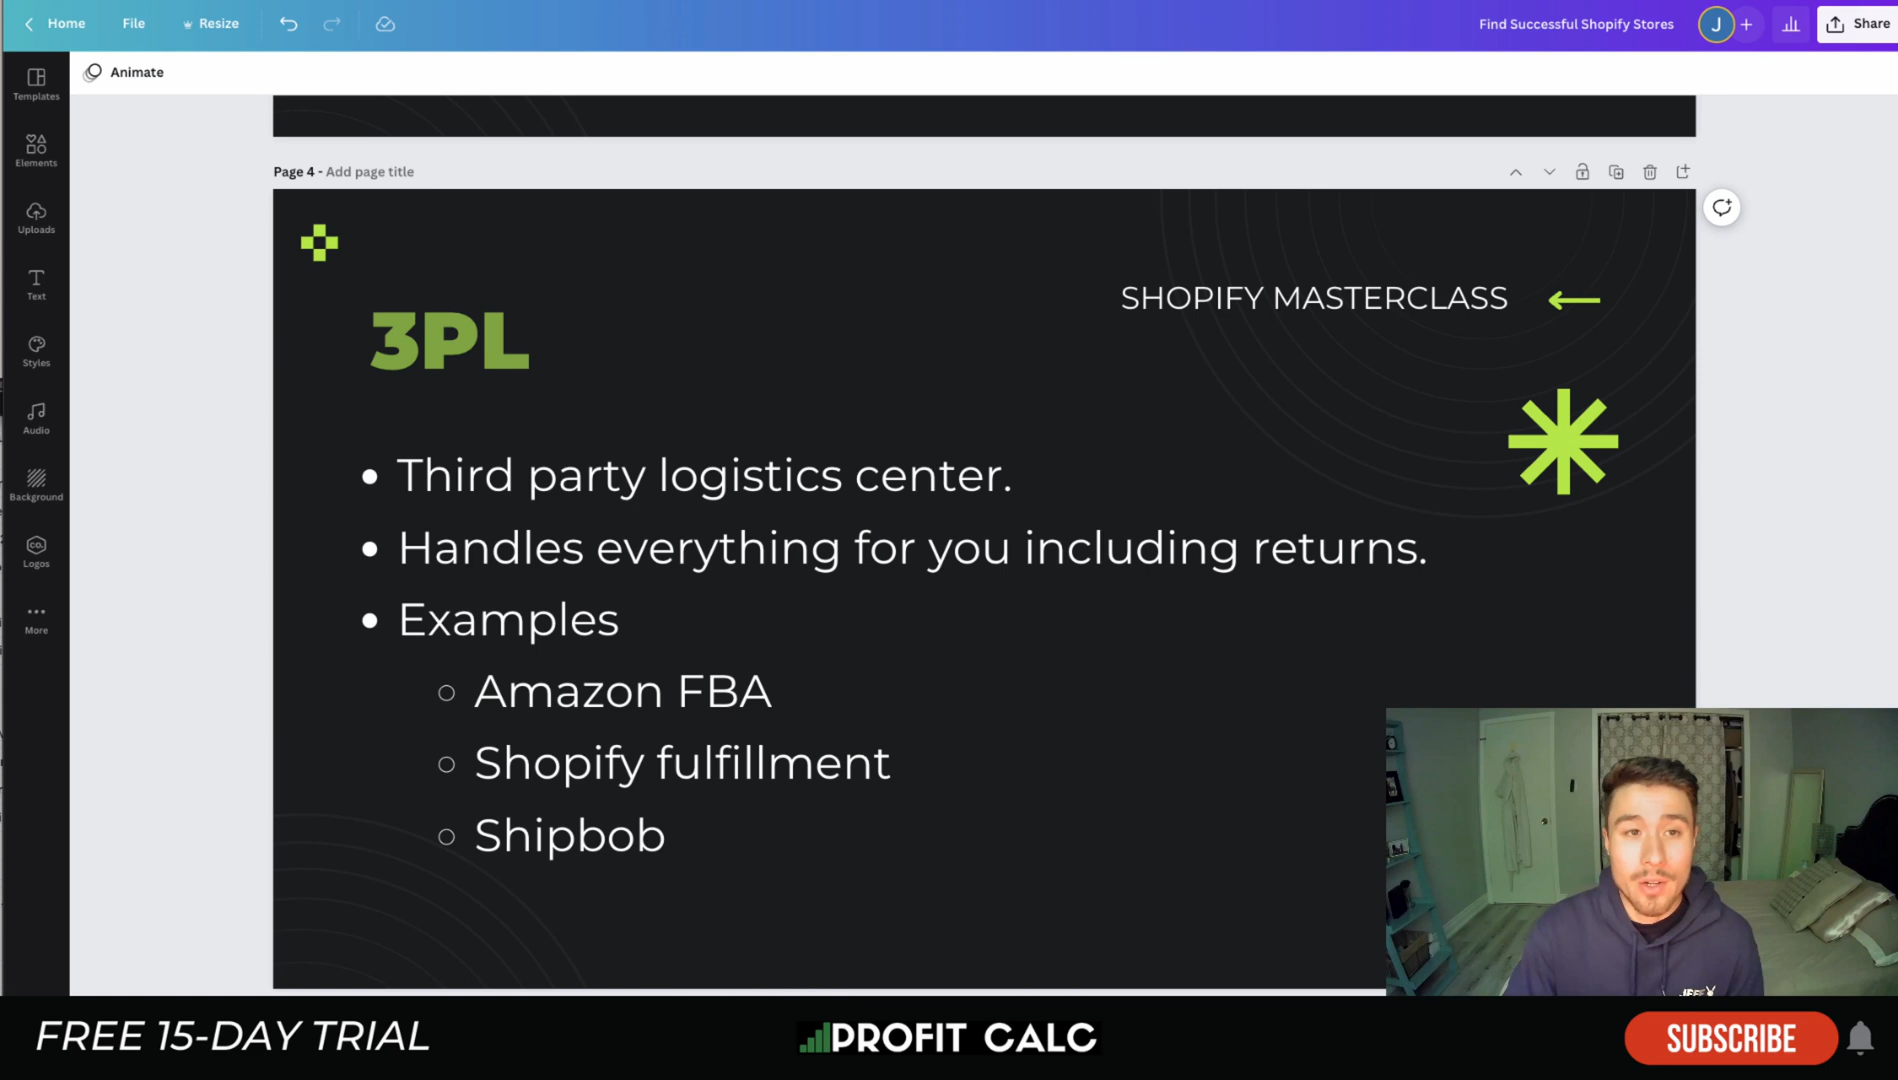 Home
File
Resize
Find Successful Shopify Stores
J
+
Share
Animate
Templates
Elements
Uploads
Text
Styles
Audio
Background
CO.
Logos
More
Page 4 - Add page title
SHOPIFY MASTERCLASS
3PL
• Third party logistics center.
• Handles everything for you including returns.
• Examples
○ Amazon FBA
○ Shopify fulfillment
○ Shipbob
FREE 15-DAY TRIAL
PROFIT CALC
SUBSCRIBE